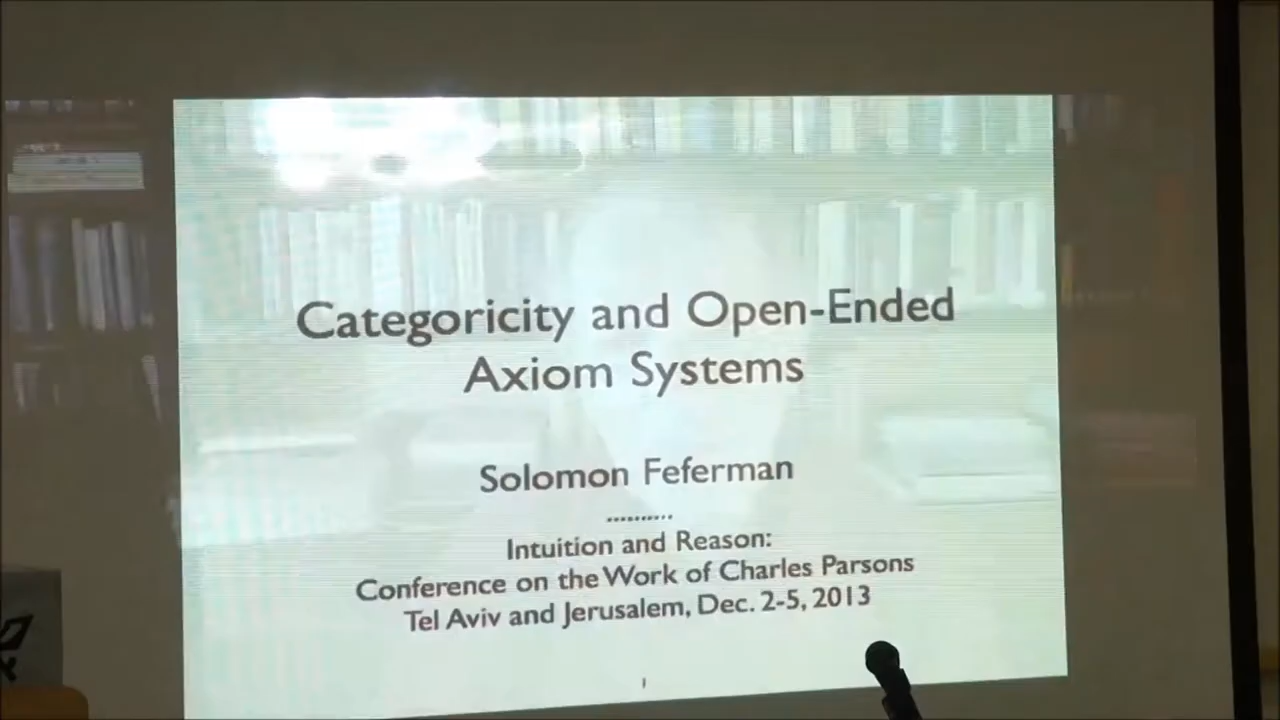 Categoricity and Open-Ended
Axiom Systems
Solomon Feferman
..........
Intuition and Reason:
Conference on the Work of Charles Parsons
Tel Aviv and Jerusalem, Dec. 2-5, 2013
1